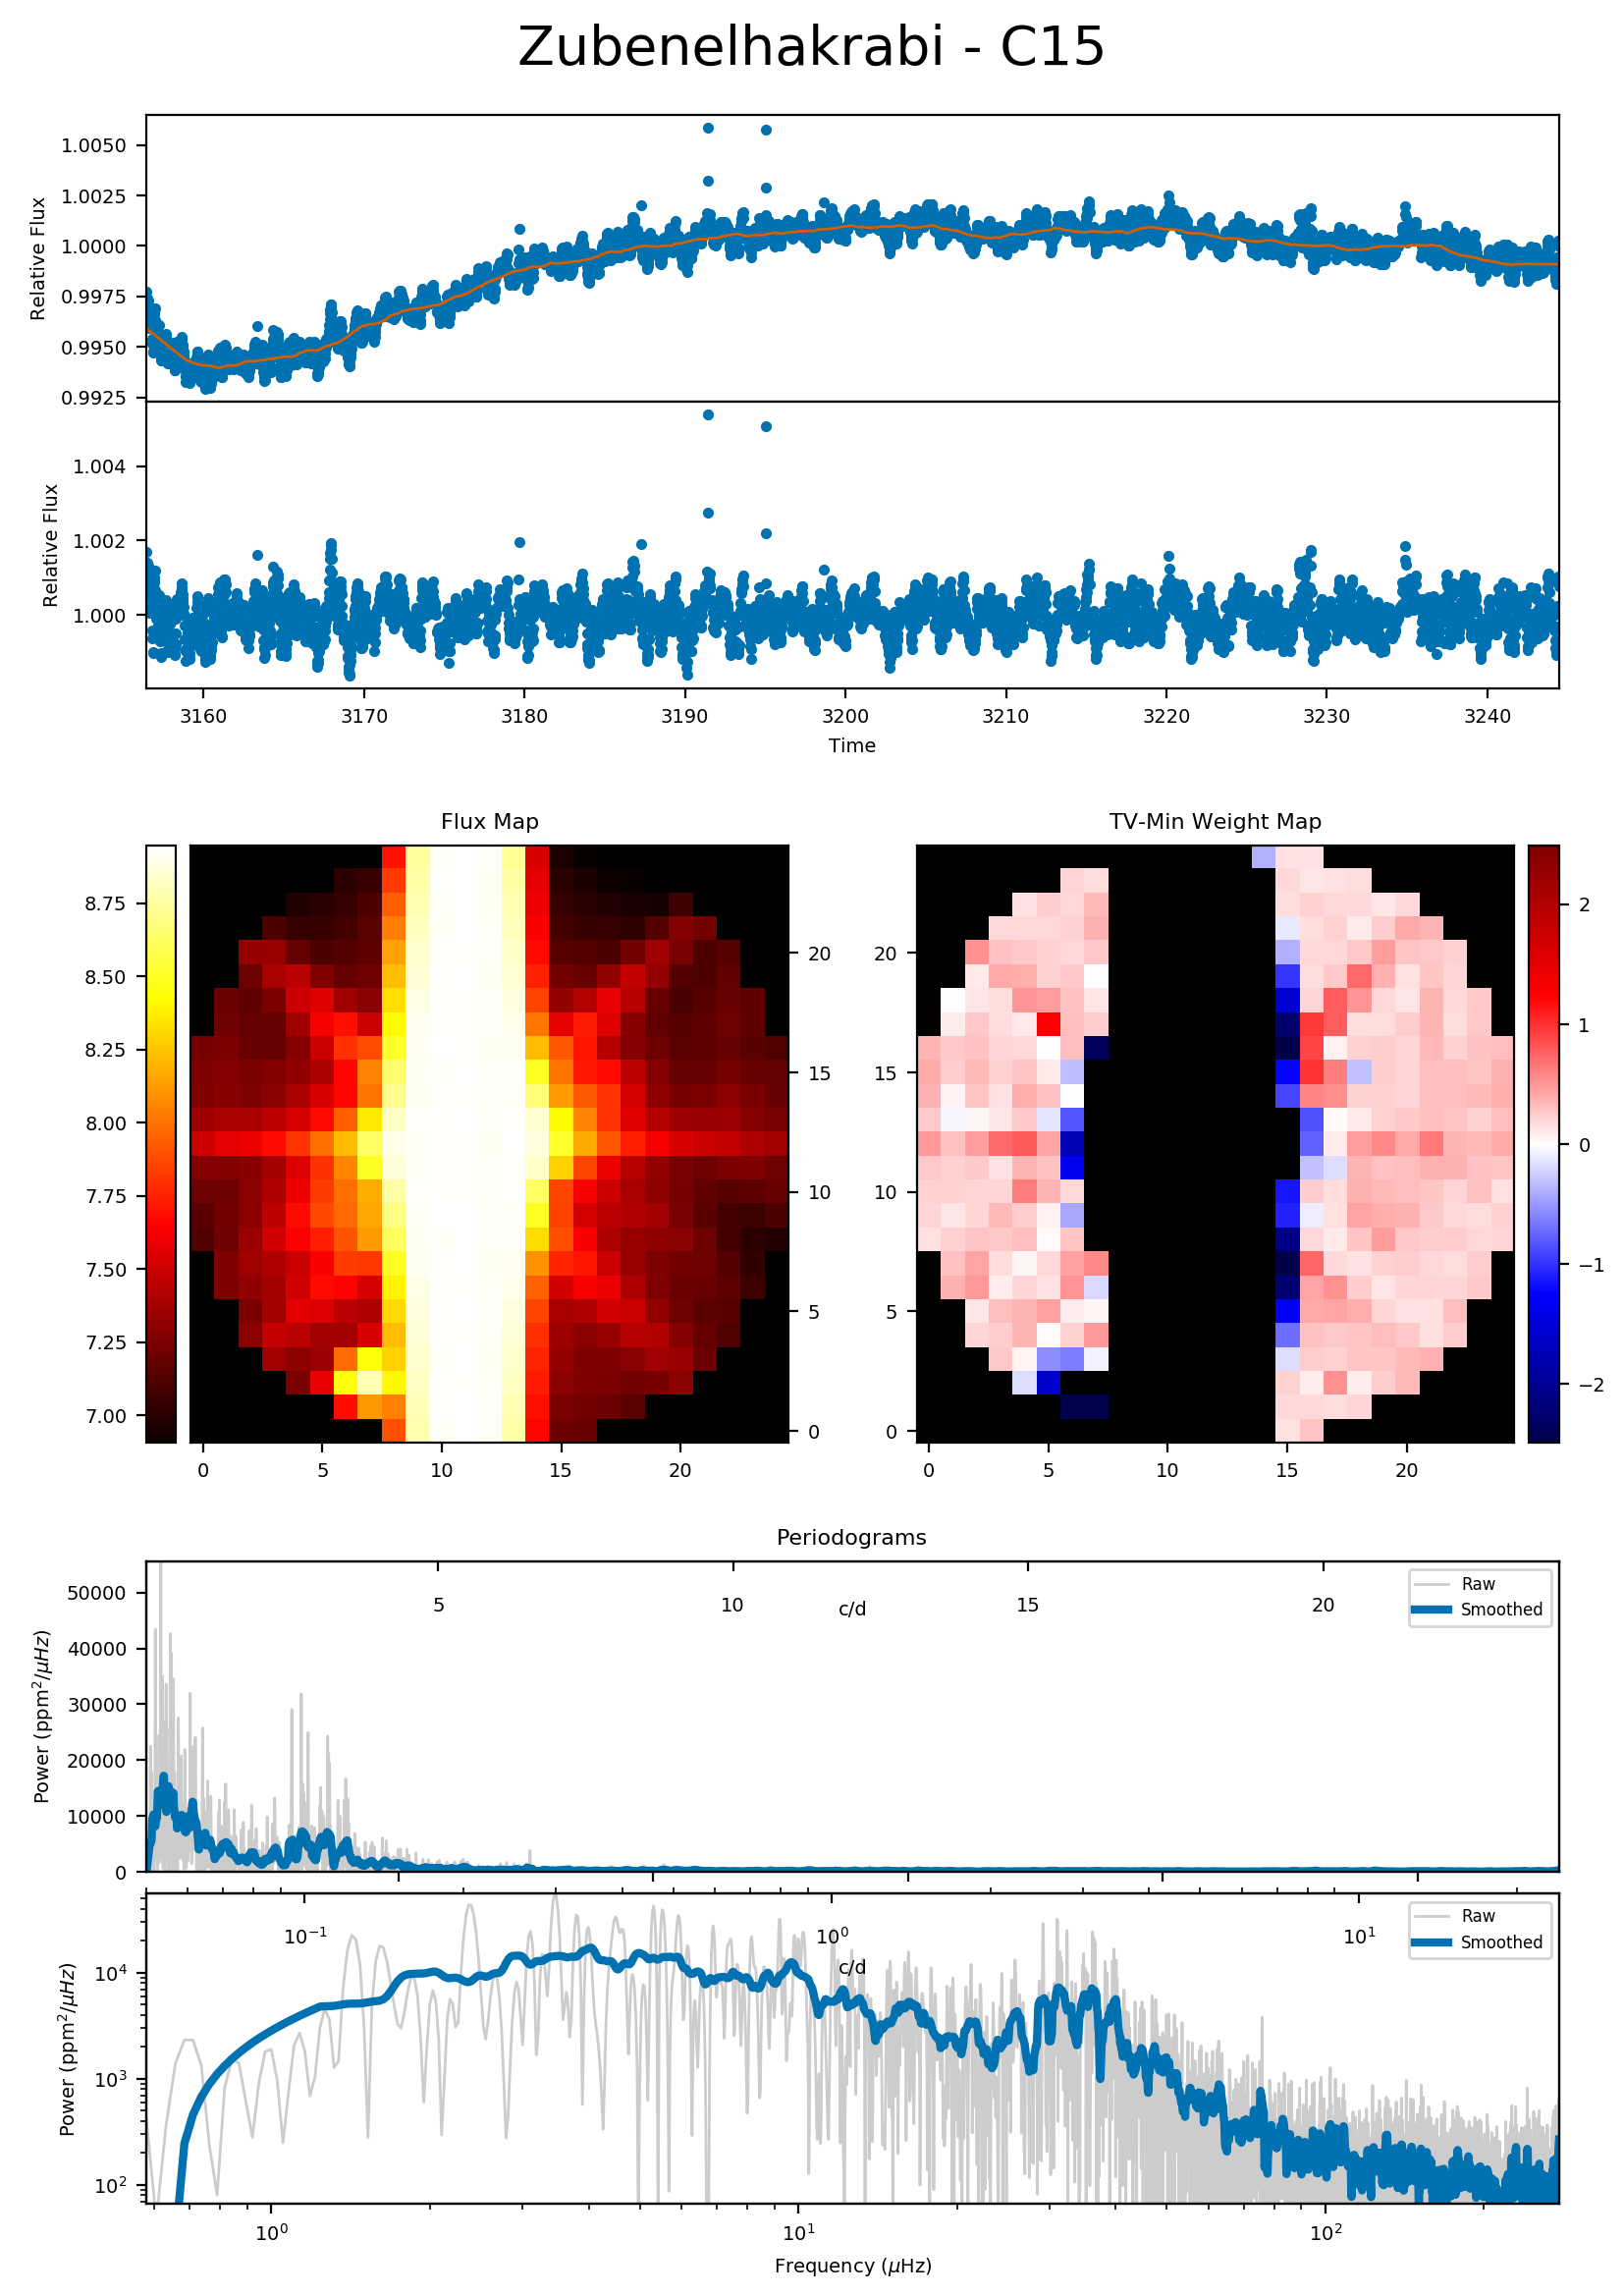 Zubenelhakrabi - C15
1.0050
1.0025
1.0000
0.9975
0.9950
0.9925
Relative Flux
1.004
1.002
1.000
Relative Flux
3160 3170 3180 3190 3200 3210 3220 3230 3240
Time
Flux Map
8.75
8.50
8.25
8.00
7.75
7.50
7.25
7.00
20
15
10
5
0
0 5 10 15 20
TV-Min Weight Map
20
15
10
5
0
0 5 10 15 20
2
1
0
−1
−2
Periodograms
50000
40000
30000
20000
10000
0
Power (ppm²/μHz)
5 10 15 20
c/d
Raw
Smoothed
10⁴
10³
10²
Power (ppm²/μHz)
10⁻¹ 10⁰ 10¹
c/d
Raw
Smoothed
10⁰ 10¹ 10²
Frequency (μHz)